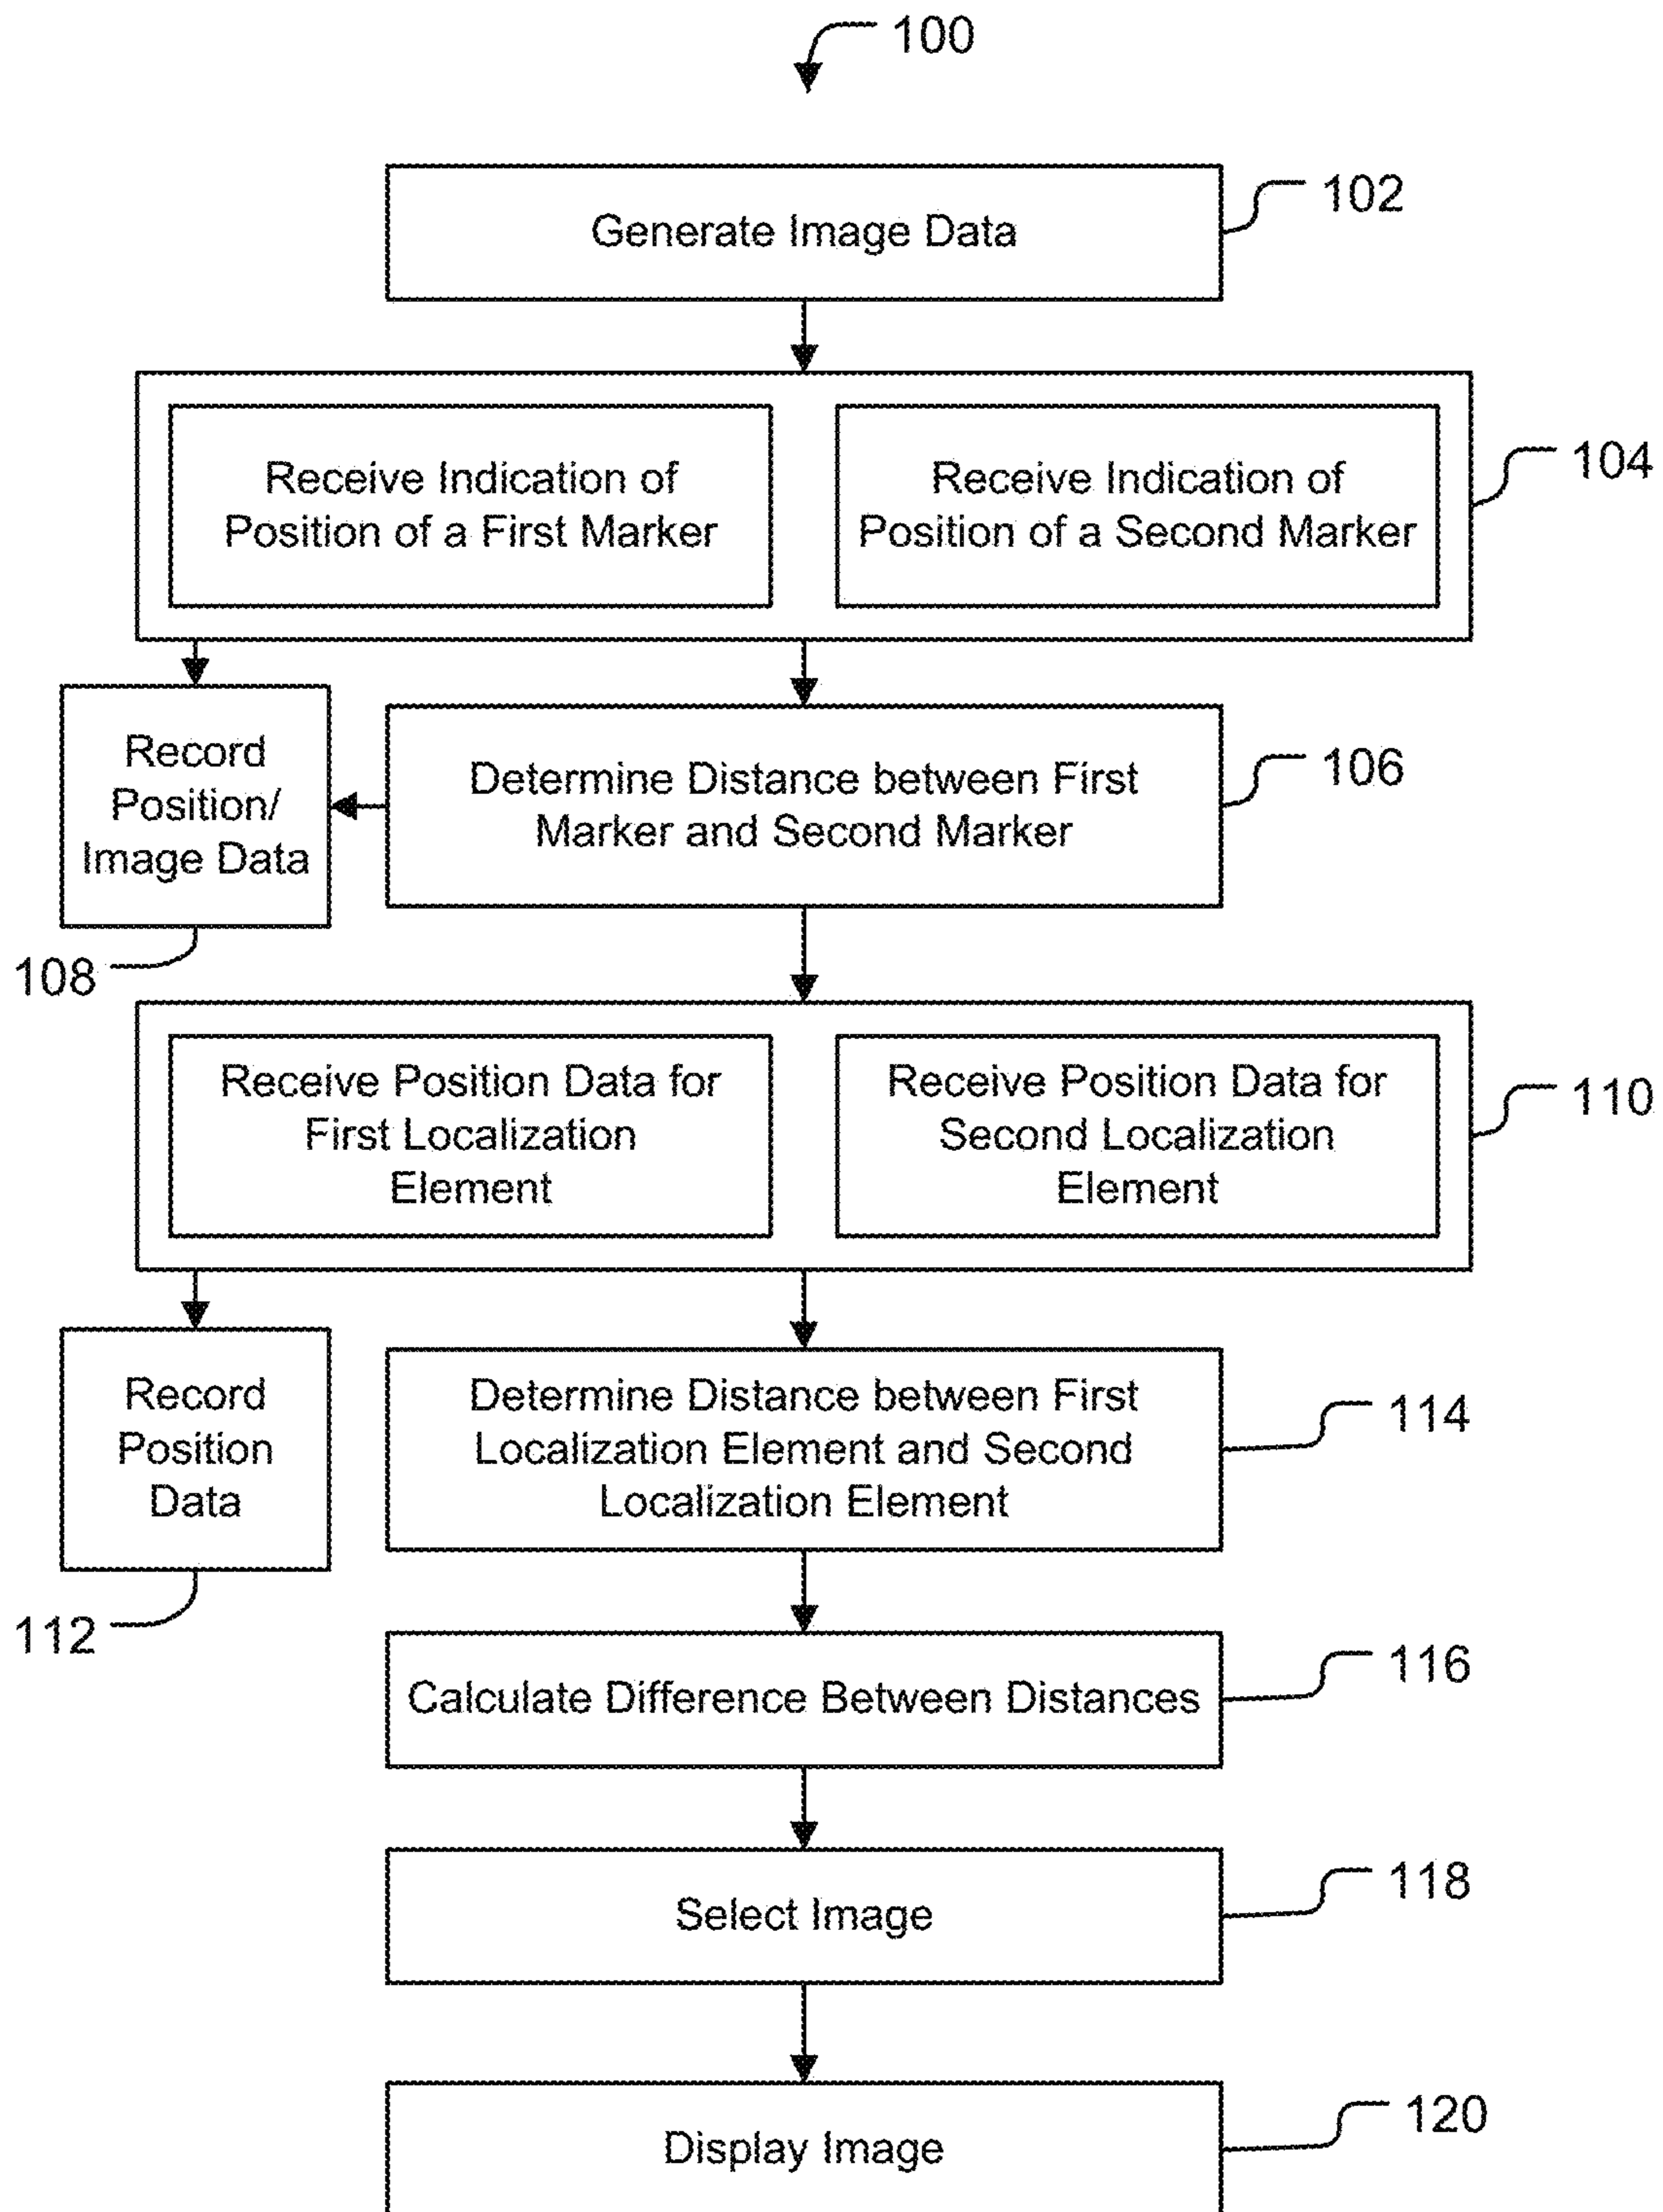 100
Generate Image Data
102
Receive Indication of
Position of a First Marker
Receive Indication of
Position of a Second Marker
104
Record
Position/
Image Data
108
Determine Distance between First
Marker and Second Marker
106
Receive Position Data for
First Localization
Element
Receive Position Data for
Second Localization
Element
110
Record
Position
Data
112
Determine Distance between First
Localization Element and Second
Localization Element
114
Calculate Difference Between Distances
116
Select Image
118
Display Image
120